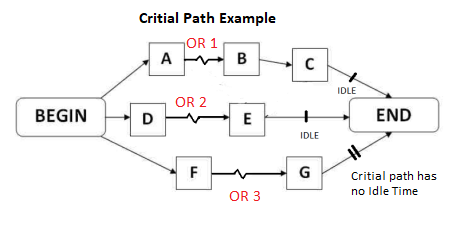 Critial Path Example
OR 1
A
B
C
IDLE
OR 2
BEGIN
D
E
END
IDLE
F
G
Critial path has
no Idle Time
OR 3